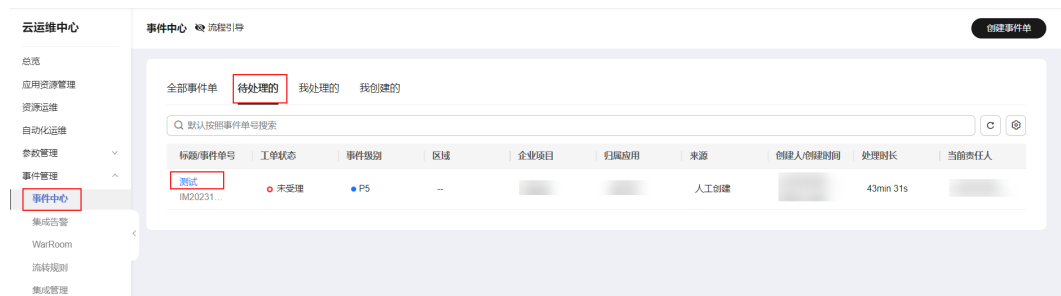 云运维中心
事件中心 流程引导
创建事件单
总览
应用资源管理
资源运维
自动化运维
参数管理
事件管理
事件中心
集成告警
WarRoom
流转规则
集成管理
全部事件单 待处理的 我处理的 我创建的
默认按照事件单号搜索
标题/事件单号 工单状态 事件级别 区域 企业项目 归属应用 来源 创建人/创建时间 处理时长 当前责任人
测试 未受理 P5 -- 人工创建 43min 31s
IM20231...